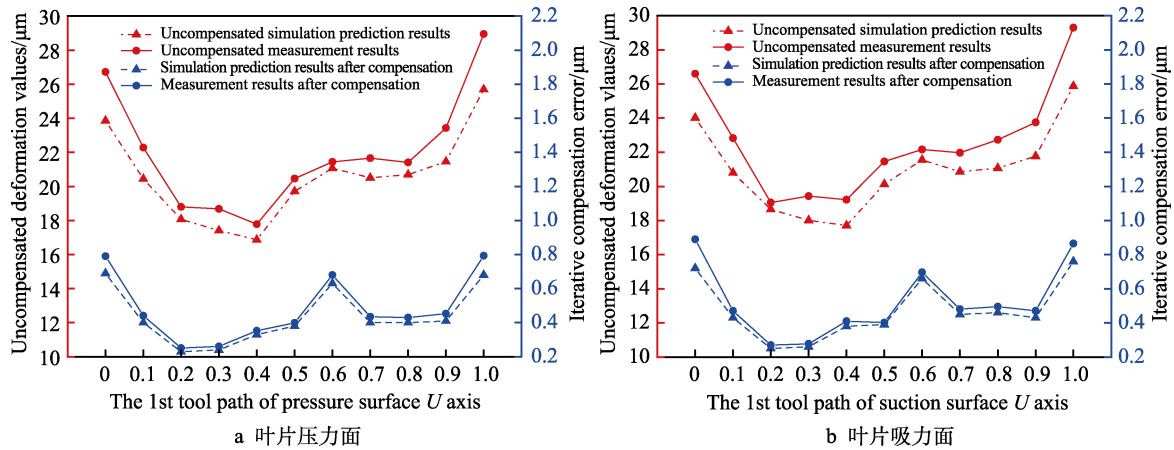 Uncompensated deformation values/μm
30
28
26
24
22
20
18
16
14
12
10
Uncompensated simulation prediction results
Uncompensated measurement results
Simulation prediction results after compensation
Measurement results after compensation
2.2
2.0
1.8
1.6
1.4
1.2
1.0
0.8
0.6
0.4
0.2
Iterative compensation error/μm
0 0.1 0.2 0.3 0.4 0.5 0.6 0.7 0.8 0.9 1.0
The 1st tool path of pressure surface U axis
a 叶片压力面
Uncompensated deformation vlaues/μm
30
28
26
24
22
20
18
16
14
12
10
Uncompensated simulation prediction results
Uncompensated measurement results
Simulation prediction results after compensation
Measurement results after compensation
2.2
2.0
1.8
1.6
1.4
1.2
1.0
0.8
0.6
0.4
0.2
Iterative compensation error/μm
0 0.1 0.2 0.3 0.4 0.5 0.6 0.7 0.8 0.9 1.0
The 1st tool path of suction surface U axis
b 叶片吸力面